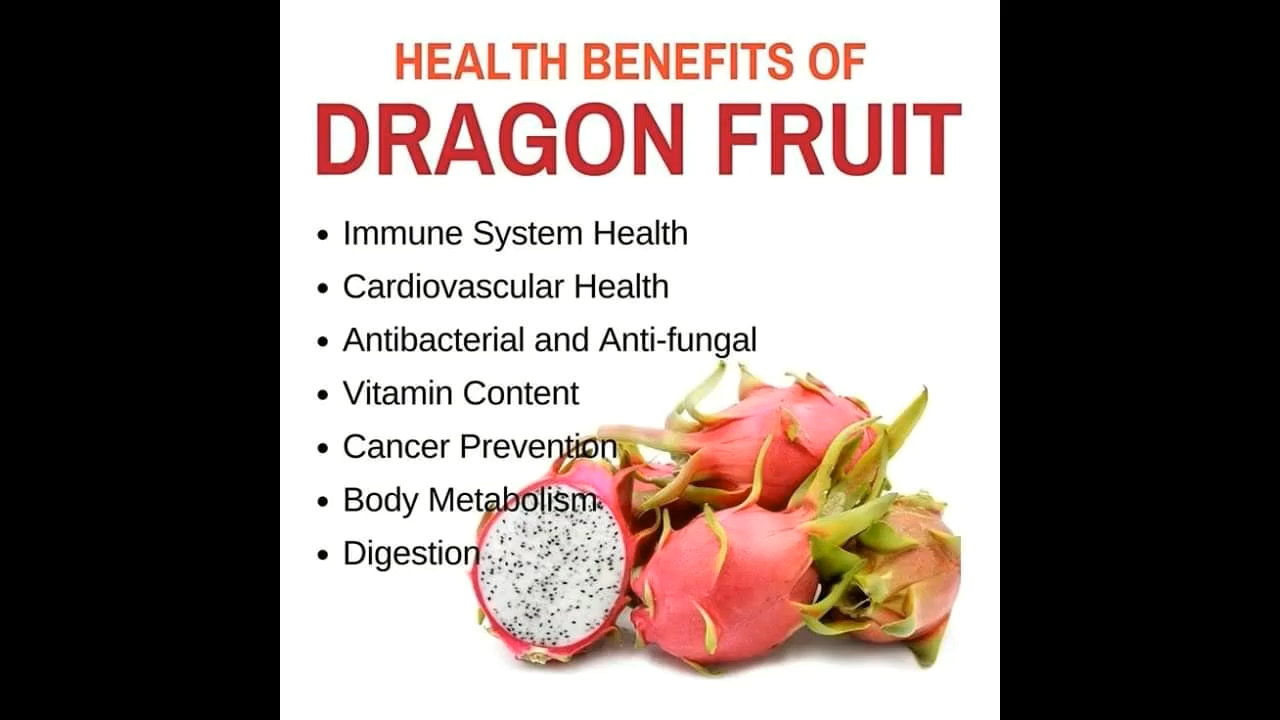 HEALTH BENEFITS OF
DRAGON FRUIT
• Immune System Health
• Cardiovascular Health
• Antibacterial and Anti-fungal
• Vitamin Content
• Cancer Prevention
• Body Metabolism
• Digestion